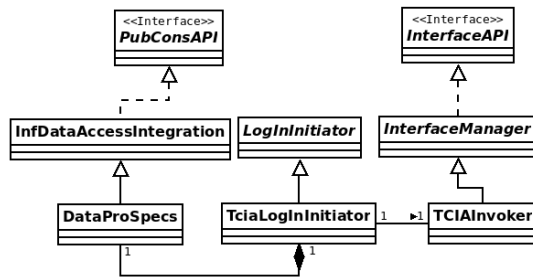 <<Interface>>
PubConsAPI
<<Interface>>
InterfaceAPI
InfDataAccessIntegration
LogInInitiator
InterfaceManager
DataProSpecs
TciaLogInInitiator
1
1
TCIAInvoker
1
1